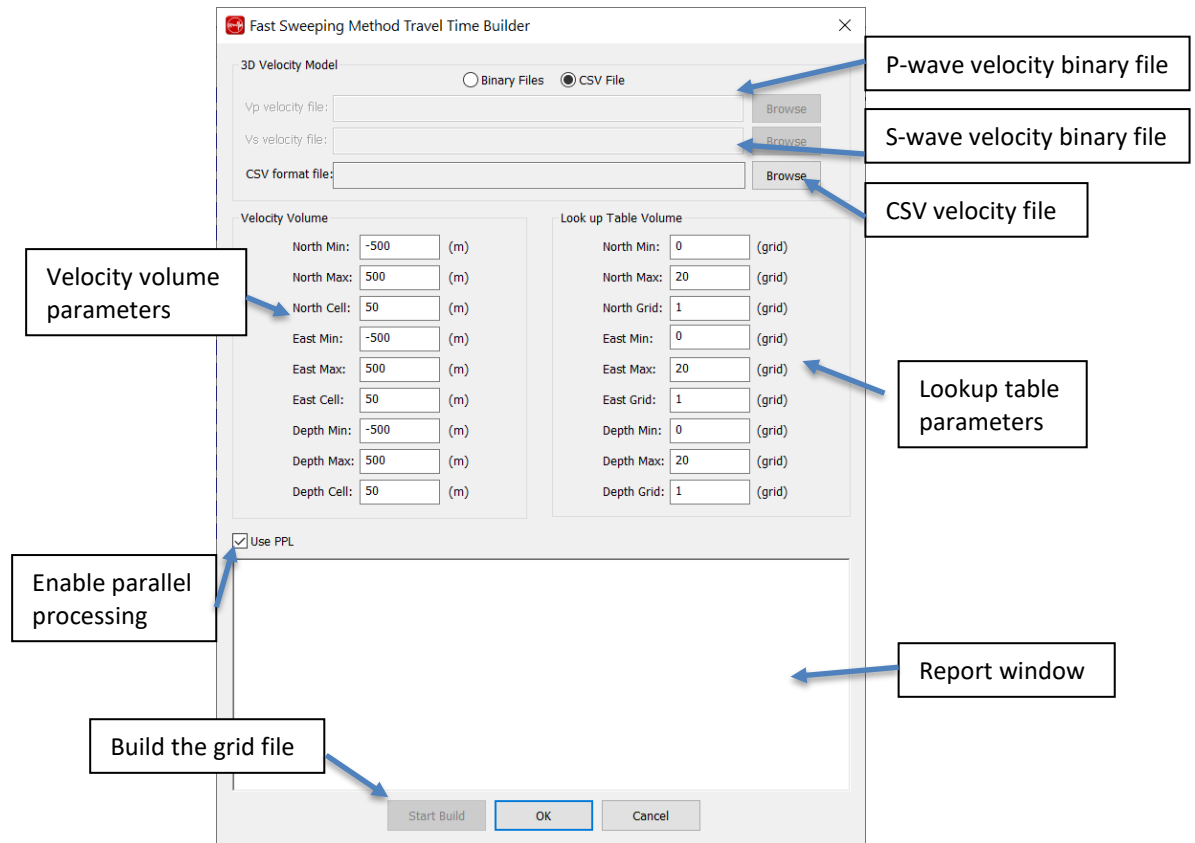 Fast Sweeping Method Travel Time Builder
P-wave velocity binary file
3D Velocity Model
Binary Files
CSV File
Vp velocity file:
Browse
Vs velocity file:
Browse
S-wave velocity binary file
CSV format file:
Browse
CSV velocity file
Velocity Volume
North Min: -500 (m)
North Max: 500 (m)
North Cell: 50 (m)
East Min: -500 (m)
East Max: 500 (m)
East Cell: 50 (m)
Depth Min: -500 (m)
Depth Max: 500 (m)
Depth Cell: 50 (m)
Look up Table Volume
North Min: 0 (grid)
North Max: 20 (grid)
North Grid: 1 (grid)
East Min: 0 (grid)
East Max: 20 (grid)
East Grid: 1 (grid)
Depth Min: 0 (grid)
Depth Max: 20 (grid)
Depth Grid: 1 (grid)
Velocity volume
parameters
Lookup table
parameters
Use PPL
Enable parallel
processing
Report window
Build the grid file
Start Build
OK
Cancel